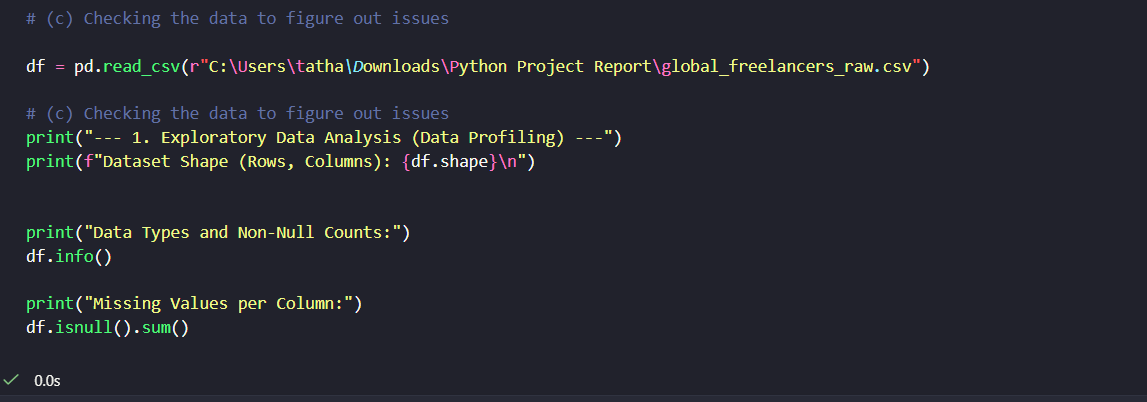 # (c) Checking the data to figure out issues
df = pd.read_csv(r"C:\Users\tatha\Downloads\Python Project Report\global_freelancers_raw.csv")
# (c) Checking the data to figure out issues
print("--- 1. Exploratory Data Analysis (Data Profiling) ---")
print(f"Dataset Shape (Rows, Columns): {df.shape}\n")
print("Data Types and Non-Null Counts:")
df.info()
print("Missing Values per Column:")
df.isnull().sum()
0.0s